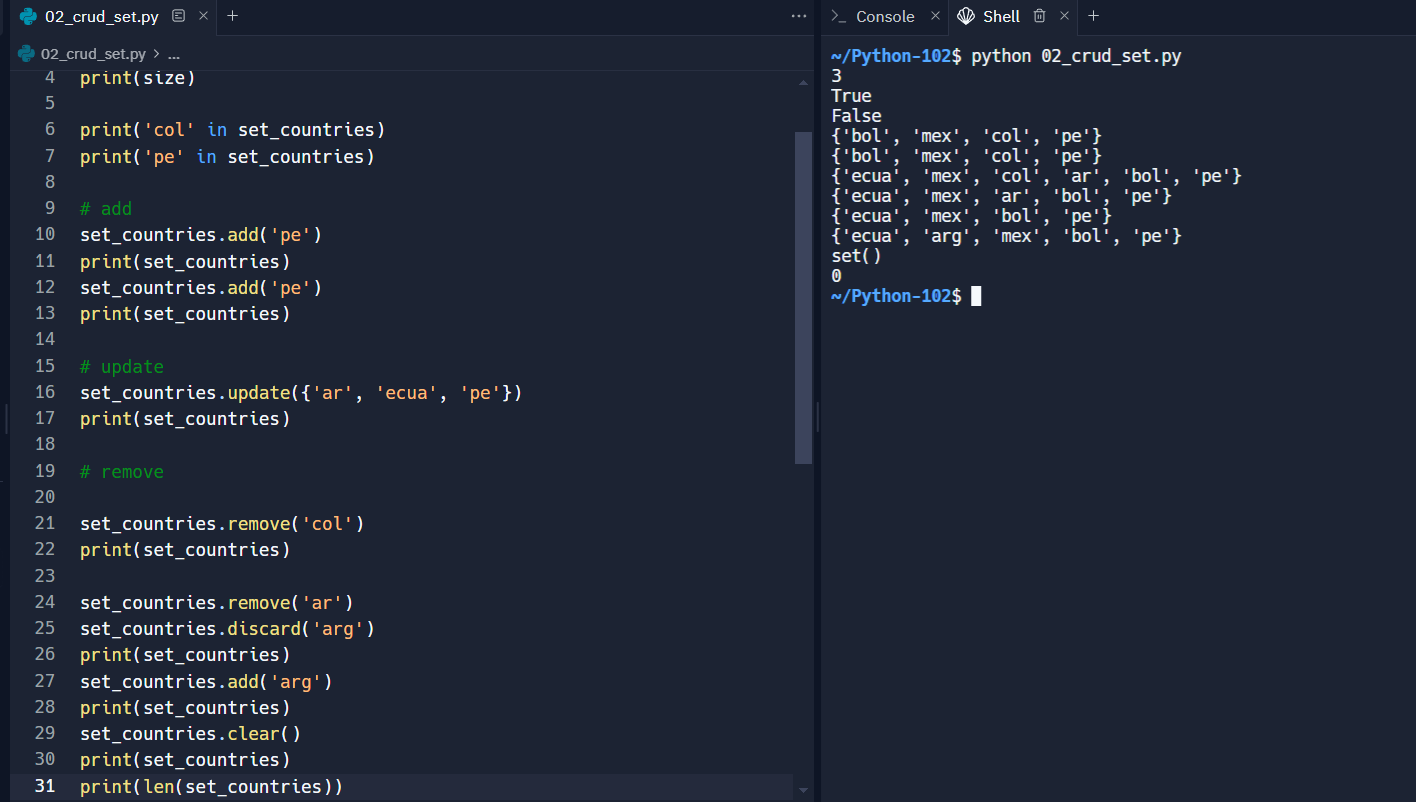 02_crud_set.py
02_crud_set.py > ...
4 print(size)
5
6 print('col' in set_countries)
7 print('pe' in set_countries)
8
9 # add
10 set_countries.add('pe')
11 print(set_countries)
12 set_countries.add('pe')
13 print(set_countries)
14
15 # update
16 set_countries.update({'ar', 'ecua', 'pe'})
17 print(set_countries)
18
19 # remove
20
21 set_countries.remove('col')
22 print(set_countries)
23
24 set_countries.remove('ar')
25 set_countries.discard('arg')
26 print(set_countries)
27 set_countries.add('arg')
28 print(set_countries)
29 set_countries.clear()
30 print(set_countries)
31 print(len(set_countries))
Console
Shell
~/Python-102$ python 02_crud_set.py
3
True
False
{'bol', 'mex', 'col', 'pe'}
{'bol', 'mex', 'col', 'pe'}
{'ecua', 'mex', 'col', 'ar', 'bol', 'pe'}
{'ecua', 'mex', 'ar', 'bol', 'pe'}
{'ecua', 'mex', 'bol', 'pe'}
{'ecua', 'arg', 'mex', 'bol', 'pe'}
set()
0
~/Python-102$